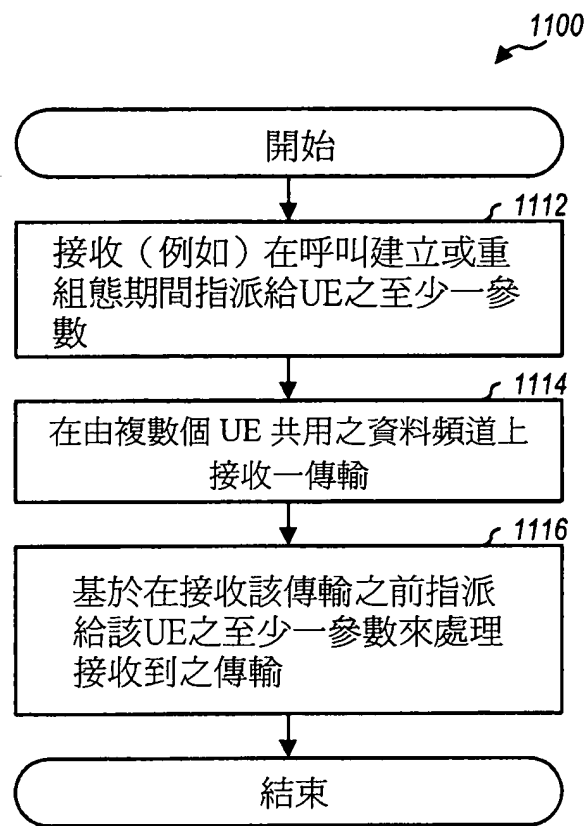 1100
開始
1112
接收（例如）在呼叫建立或重
組態期間指派給UE之至少一參
數
1114
在由複數個 UE 共用之資料頻道上
接收一傳輸
1116
基於在接收該傳輸之前指派
給該UE之至少一參數來處理
接收到之傳輸
結束